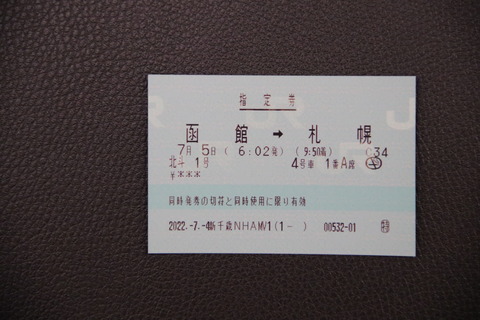 指定券
函館 → 札幌
7月 5日( 6:02発) (9:50着) C34
北斗 1号 4号車 1番A席
¥***
同時発券の切符と同時使用に限り有効
2022.-7.-4新千歳NHAMV1(1- ) 00532-01